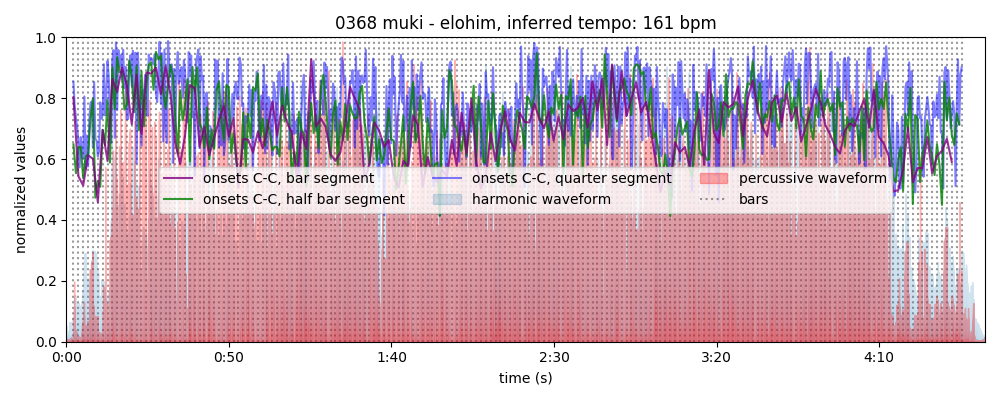 0368 muki - elohim, inferred tempo: 161 bpm
normalized values
1.0
0.8
0.6
0.4
0.2
0.0
onsets C-C, bar segment
onsets C-C, half bar segment
onsets C-C, quarter segment
harmonic waveform
percussive waveform
bars
0:00 0:50 1:40 2:30 3:20 4:10
time (s)